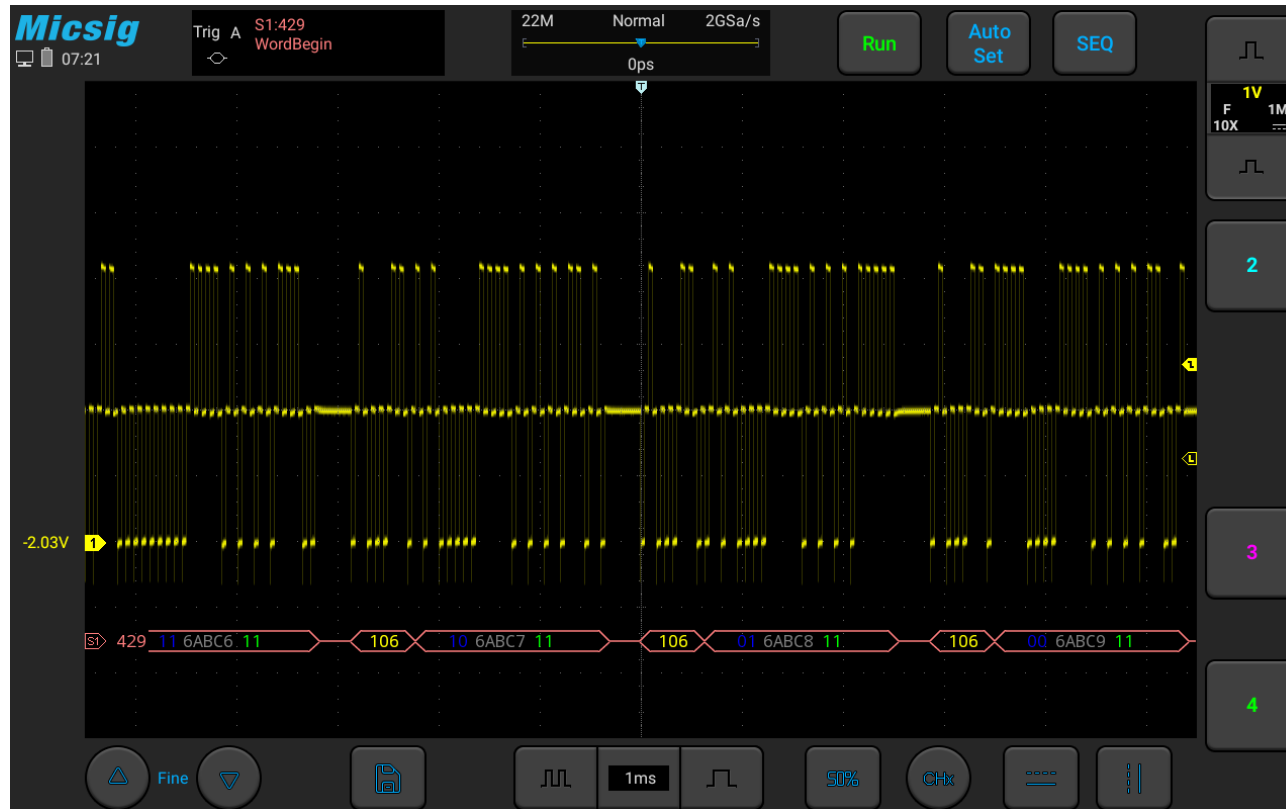 Micsig
07:21
Trig A S1:429
WordBegin
22M Normal 2GSa/s
0ps
Run
Auto
Set
SEQ
1V
F 1M
10X
T
2
1
L
-2.03V 1
3
S1 429 11 6ABC6 11 106 10 6ABC7 11 106 01 6ABC8 11 106 00 6ABC9 11
4
Fine
1ms
50%
CHx